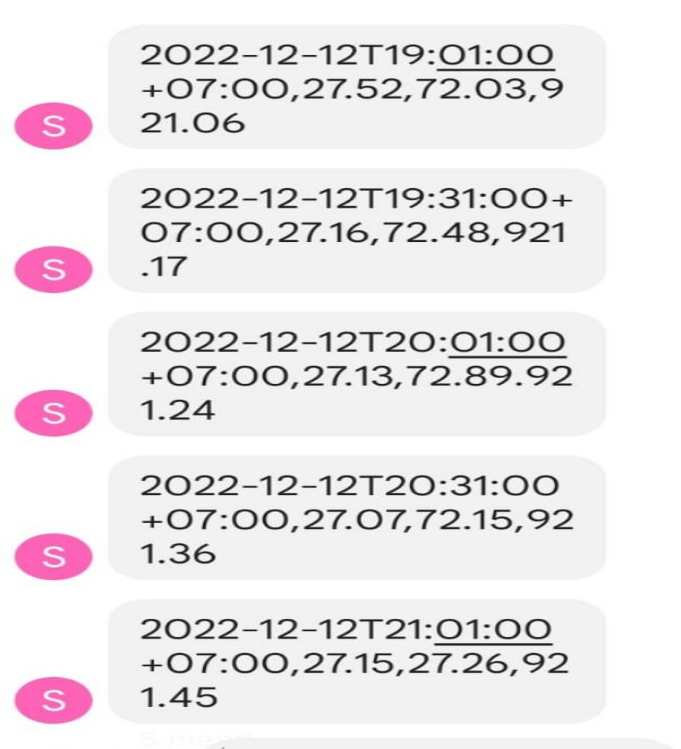 2022-12-12T19:01:00
+07:00,27.52,72.03,9
S
21.06
2022-12-12T19:31:00+
07:00,27.16,72.48,921
S
.17
2022-12-12T20:01:00
+07:00,27.13,72.89.92
S
1.24
2022-12-12T20:31:00
+07:00,27.07,72.15,92
S
1.36
2022-12-12T21:01:00
+07:00,27.15,27.26,92
S
1.45